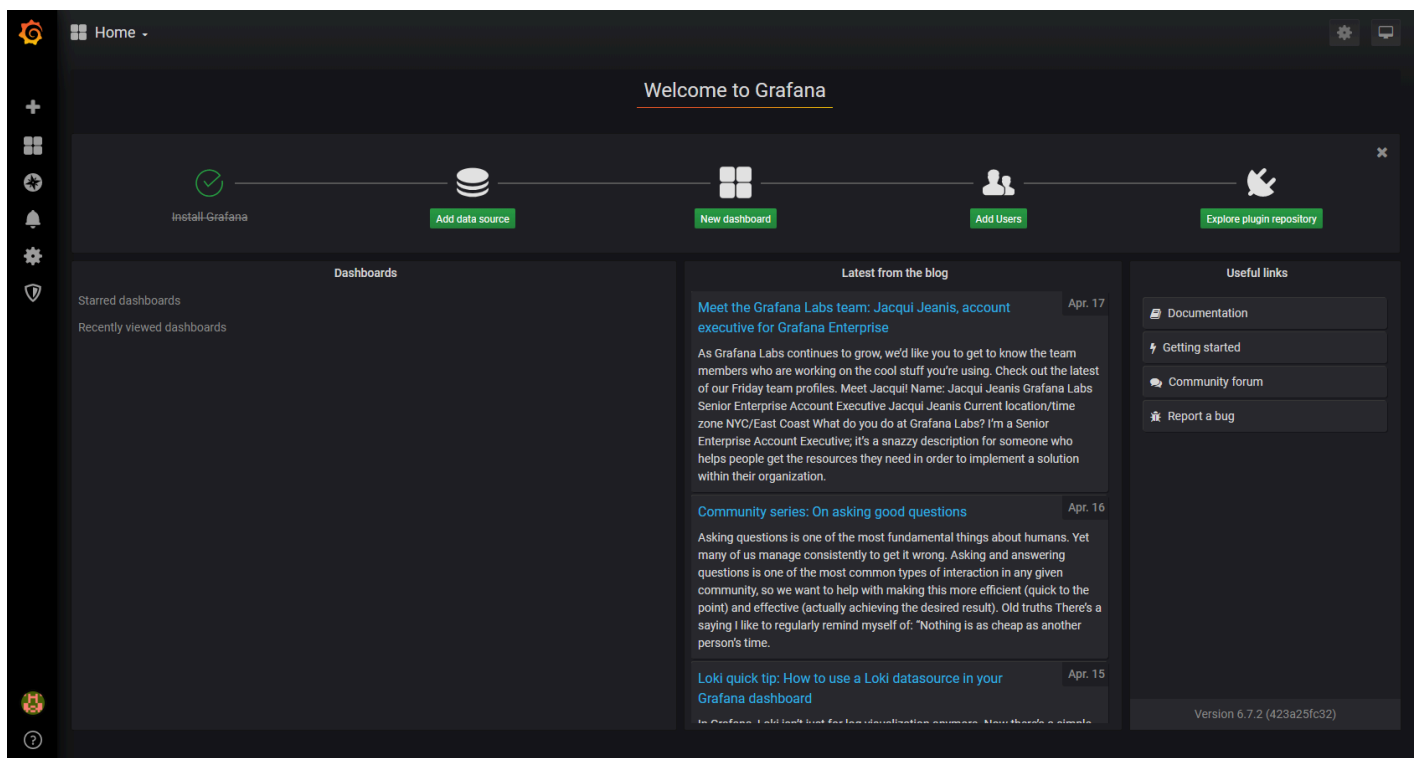 Home
Welcome to Grafana
Install Grafana
Add data source
New dashboard
Add Users
Explore plugin repository
Dashboards
Starred dashboards
Recently viewed dashboards
Latest from the blog
Meet the Grafana Labs team: Jacqui Jeanis, account
executive for Grafana Enterprise
Apr. 17
As Grafana Labs continues to grow, we'd like you to get to know the team
members who are working on the cool stuff you're using. Check out the latest
of our Friday team profiles. Meet Jacqui! Name: Jacqui Jeanis Grafana Labs
Senior Enterprise Account Executive Jacqui Jeanis Current location/time
zone NYC/East Coast What do you do at Grafana Labs? I'm a Senior
Enterprise Account Executive; it's a snazzy description for someone who
helps people get the resources they need in order to implement a solution
within their organization.
Community series: On asking good questions
Apr. 16
Asking questions is one of the most fundamental things about humans. Yet
many of us manage consistently to get it wrong. Asking and answering
questions is one of the most common types of interaction in any given
community, so we want to help with making this more efficient (quick to the
point) and effective (actually achieving the desired result). Old truths There's a
saying I like to regularly remind myself of: "Nothing is as cheap as another
person's time.
Loki quick tip: How to use a Loki datasource in your
Grafana dashboard
Apr. 15
In Grafana, Loki isn't just for log visualization anymore. Now there's a simple
Useful links
Documentation
Getting started
Community forum
Report a bug
Version 6.7.2 (423a25fc32)